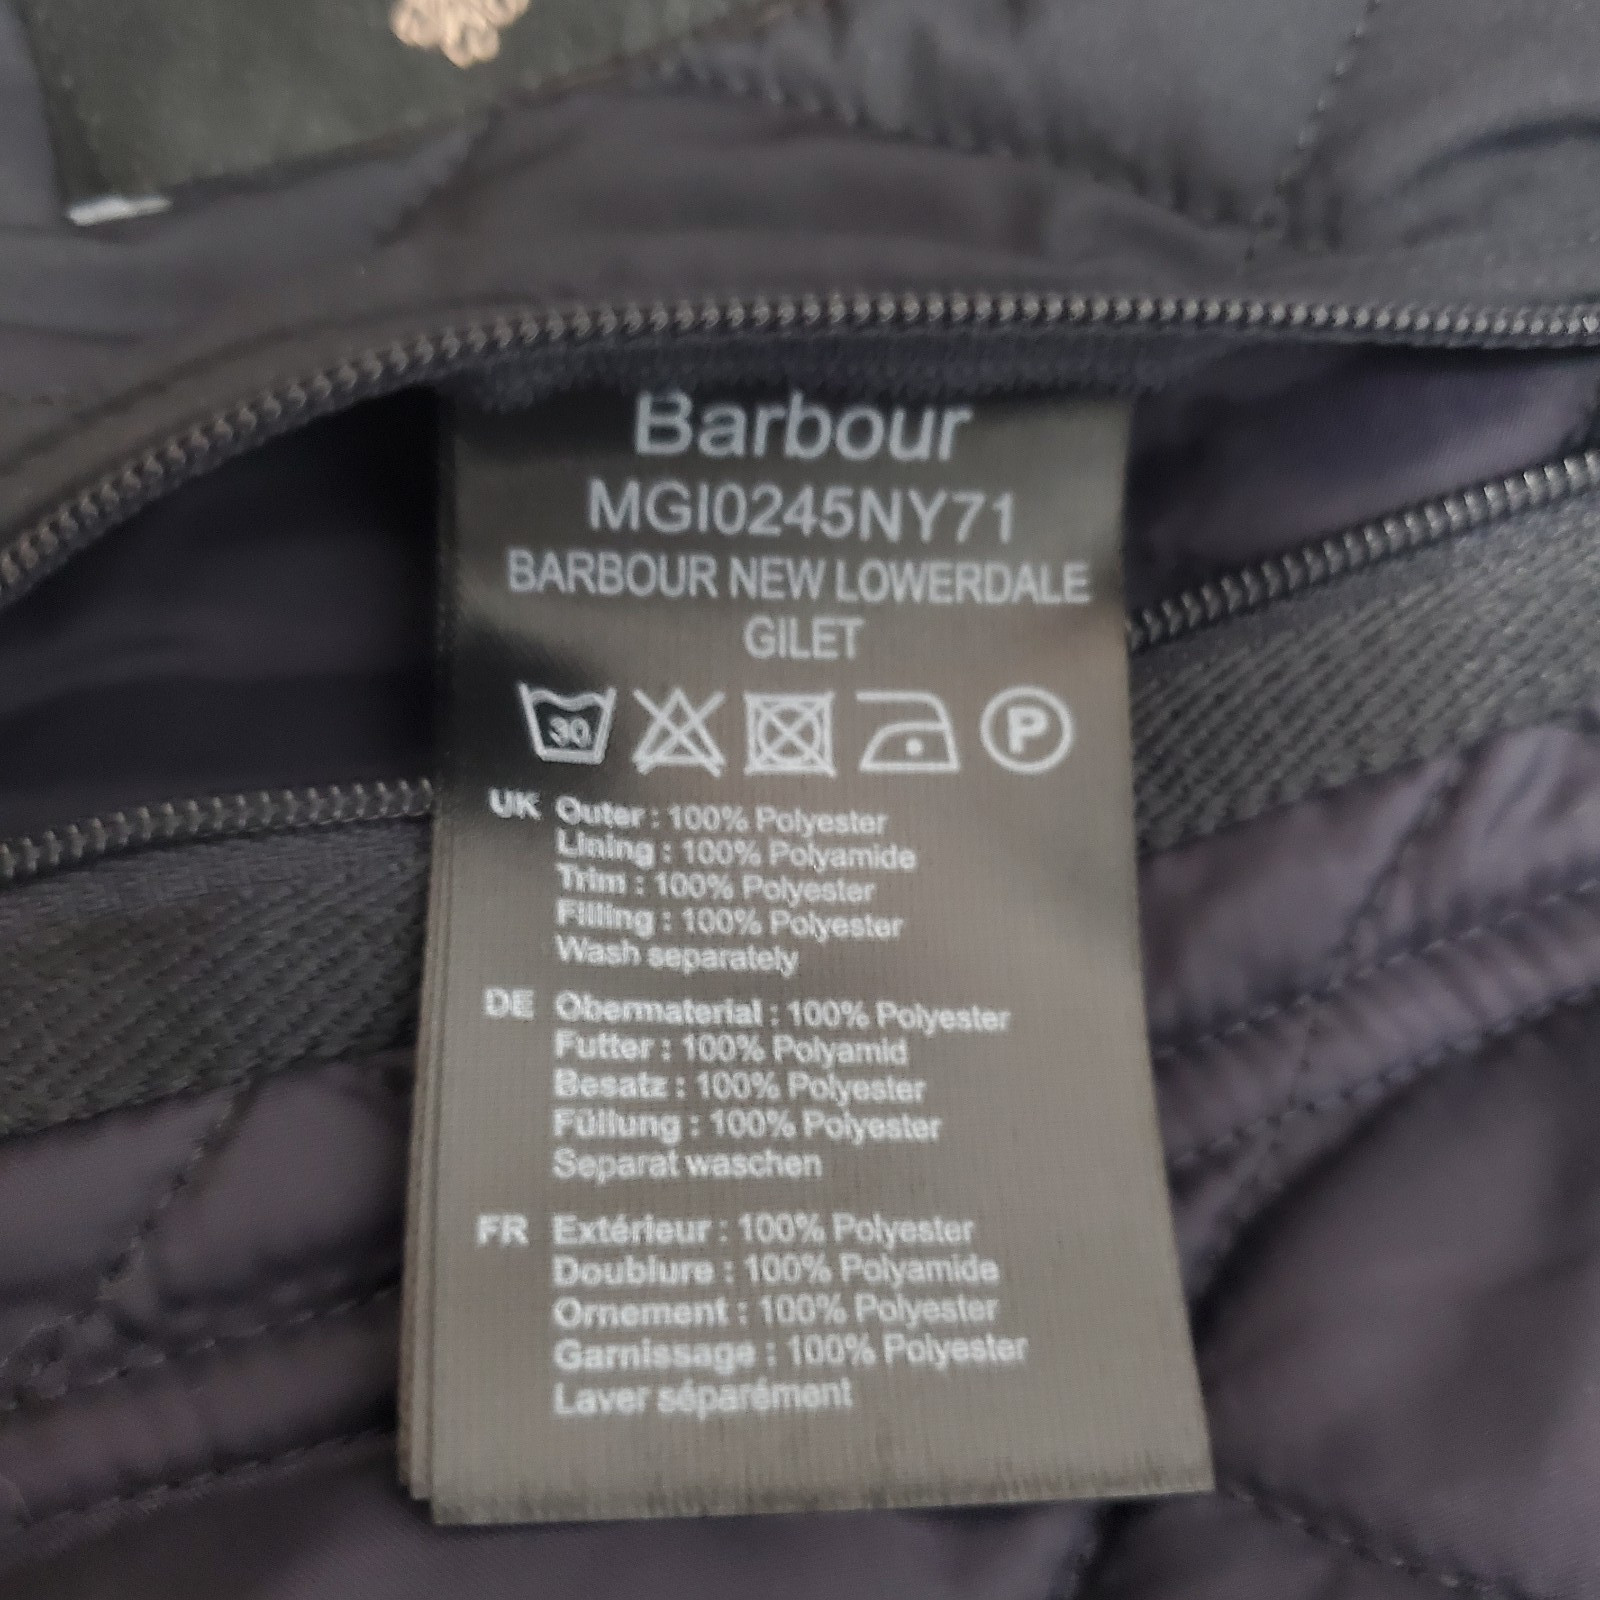 Barbour
MGI0245NY71
BARBOUR NEW LOWERDALE
GILET
30 P
UK Outer : 100% Polyester
Lining : 100% Polyamide
Trim : 100% Polyester
Filling : 100% Polyester
Wash separately
DE Obermaterial : 100% Polyester
Futter : 100% Polyamid
Besatz : 100% Polyester
Füllung : 100% Polyester
Separat waschen
FR Extérieur : 100% Polyester
Doublure : 100% Polyamide
Ornement : 100% Polyester
Garnissage : 100% Polyester
Laver séparément